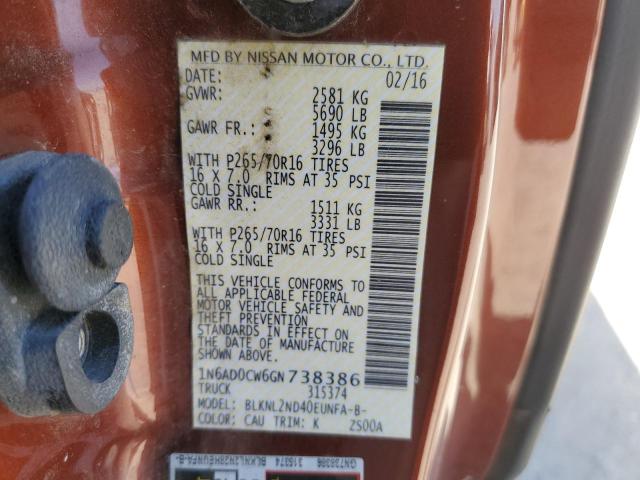 MFD BY NISSAN MOTOR CO., LTD.
DATE: 02/16
GVWR: 2581 KG
5690 LB
GAWR FR.: 1495 KG
3296 LB
WITH P265/70R16 TIRES
16 X 7.0 RIMS AT 35 PSI
COLD SINGLE
GAWR RR.: 1511 KG
3331 LB
WITH P265/70R16 TIRES
16 X 7.0 RIMS AT 35 PSI
COLD SINGLE
THIS VEHICLE CONFORMS TO
ALL APPLICABLE FEDERAL
MOTOR VEHICLE SAFETY AND
THEFT PREVENTION
STANDARDS IN EFFECT ON
THE DATE OF MANUFACTURE
SHOWN ABOVE.
1N6AD0CW6GN738386
TRUCK 315374
MODEL: BLKNL2ND40EUNFA-B-
COLOR: CAU TRIM: K 2S00A
GN738386
315374